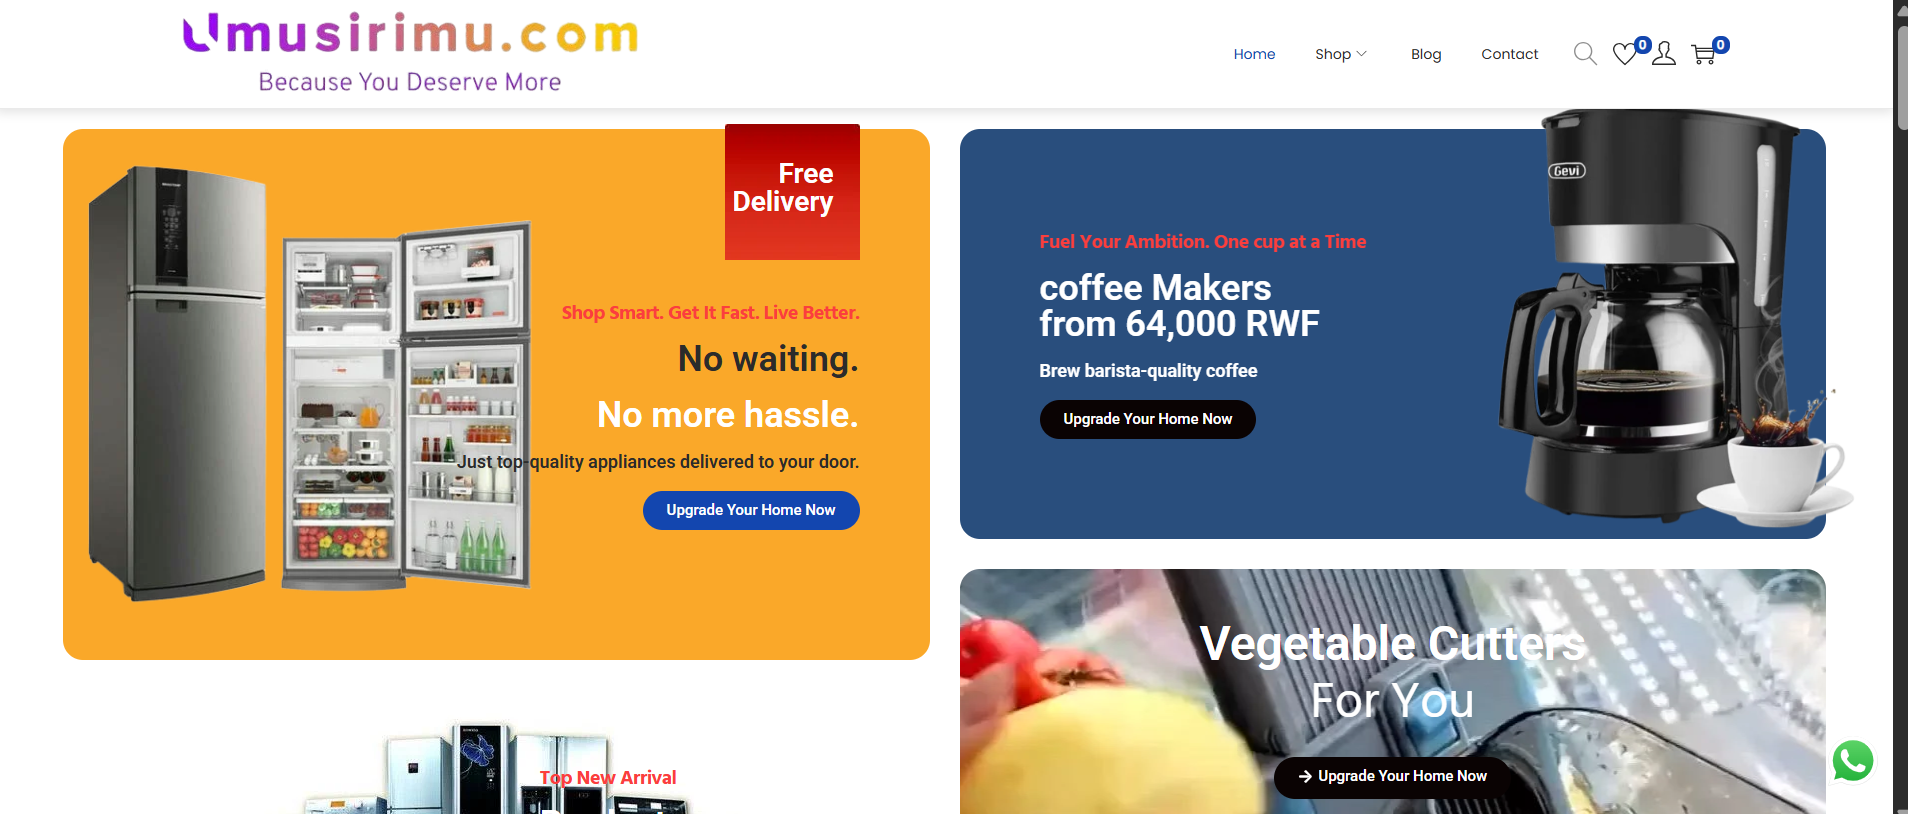 Umusirimu.com
Because You Deserve More
Home
Shop
Blog
Contact
0
0
Free
Delivery
Shop Smart. Get It Fast. Live Better.
No waiting.
No more hassle.
Just top-quality appliances delivered to your door.
Upgrade Your Home Now
Gevi
Fuel Your Ambition. One cup at a Time
coffee Makers
from 64,000 RWF
Brew barista-quality coffee
Upgrade Your Home Now
Vegetable Cutters
For You
Upgrade Your Home Now
Top New Arrival